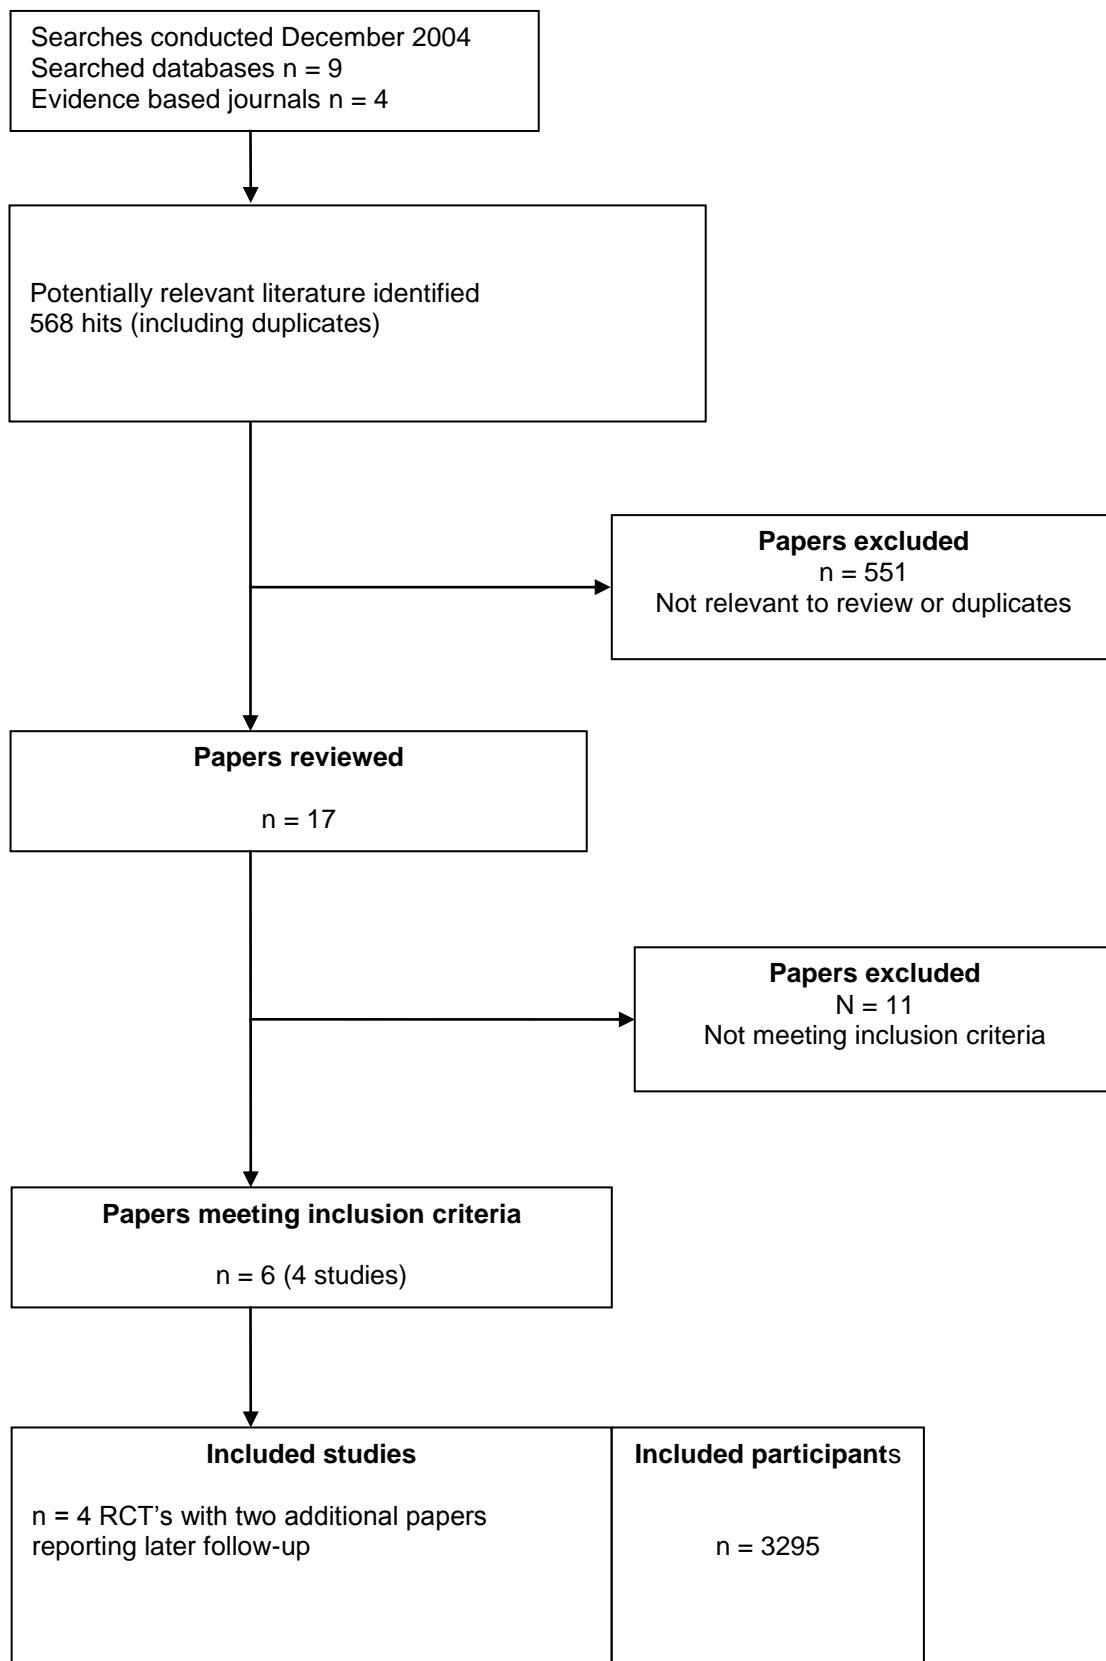 Searches conducted December 2004
Searched databases n = 9
Evidence based journals n = 4
Potentially relevant literature identified
568 hits (including duplicates)
Papers excluded
n = 551
Not relevant to review or duplicates
Papers reviewed
n = 17
Papers excluded
N = 11
Not meeting inclusion criteria
Papers meeting inclusion criteria
n = 6 (4 studies)
Included studies
n = 4 RCT’s with two additional papers
reporting later follow-up
Included participants
n = 3295